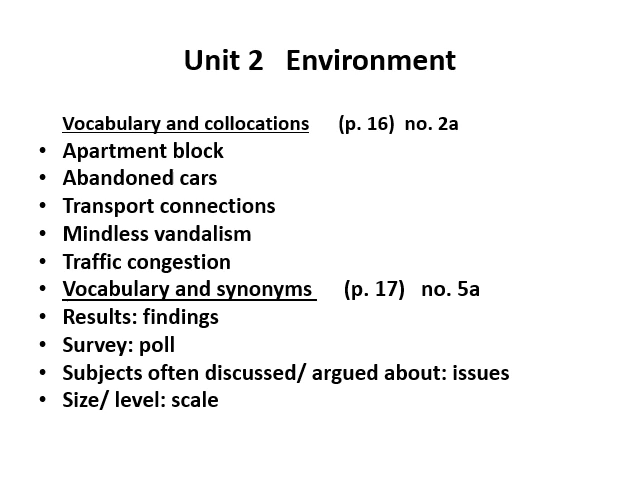 Unit 2 Environment
Vocabulary and collocations (p. 16) no. 2a
• Apartment block
• Abandoned cars
• Transport connections
• Mindless vandalism
• Traffic congestion
• Vocabulary and synonyms (p. 17) no. 5a
• Results: findings
• Survey: poll
• Subjects often discussed/ argued about: issues
• Size/ level: scale